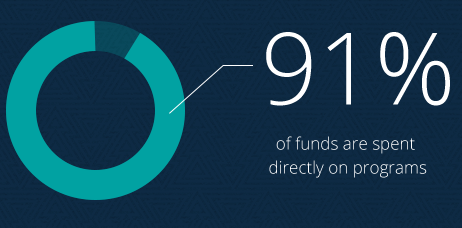 91%
of funds are spent
directly on programs